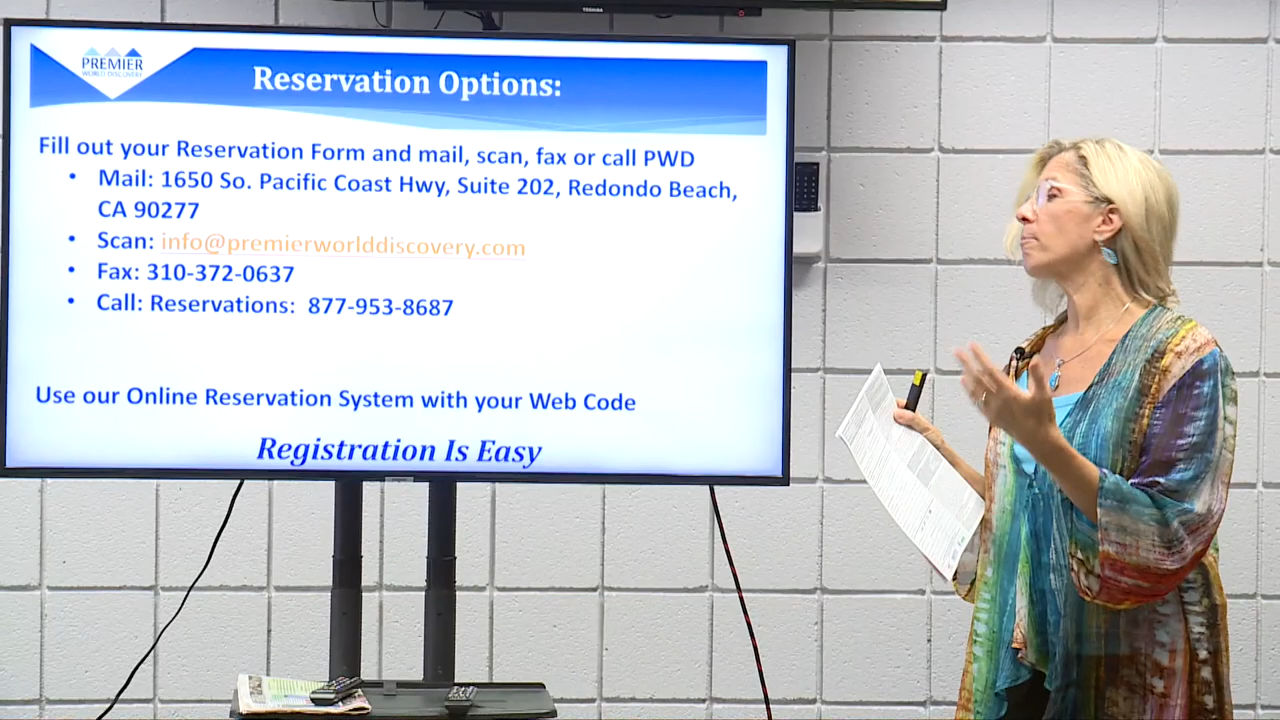 TOSHIBA
PREMIER
WORLD DISCOVERY
Reservation Options:
Fill out your Reservation Form and mail, scan, fax or call PWD
• Mail: 1650 So. Pacific Coast Hwy, Suite 202, Redondo Beach,
CA 90277
• Scan: info@premierworlddiscovery.com
• Fax: 310-372-0637
• Call: Reservations: 877-953-8687
Use our Online Reservation System with your Web Code
Registration Is Easy